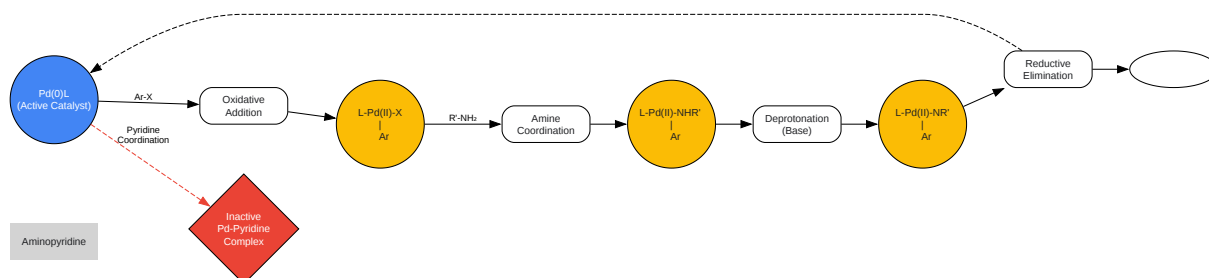 Pd(0)L
(Active Catalyst)
Ar-X
Pyridine
Coordination
Oxidative
Addition
L-Pd(II)-X
|
Ar
R'-NH₂
Amine
Coordination
L-Pd(II)-NHR'
|
Ar
Deprotonation
(Base)
L-Pd(II)-NR'
|
Ar
Reductive
Elimination
Inactive
Pd-Pyridine
Complex
Aminopyridine